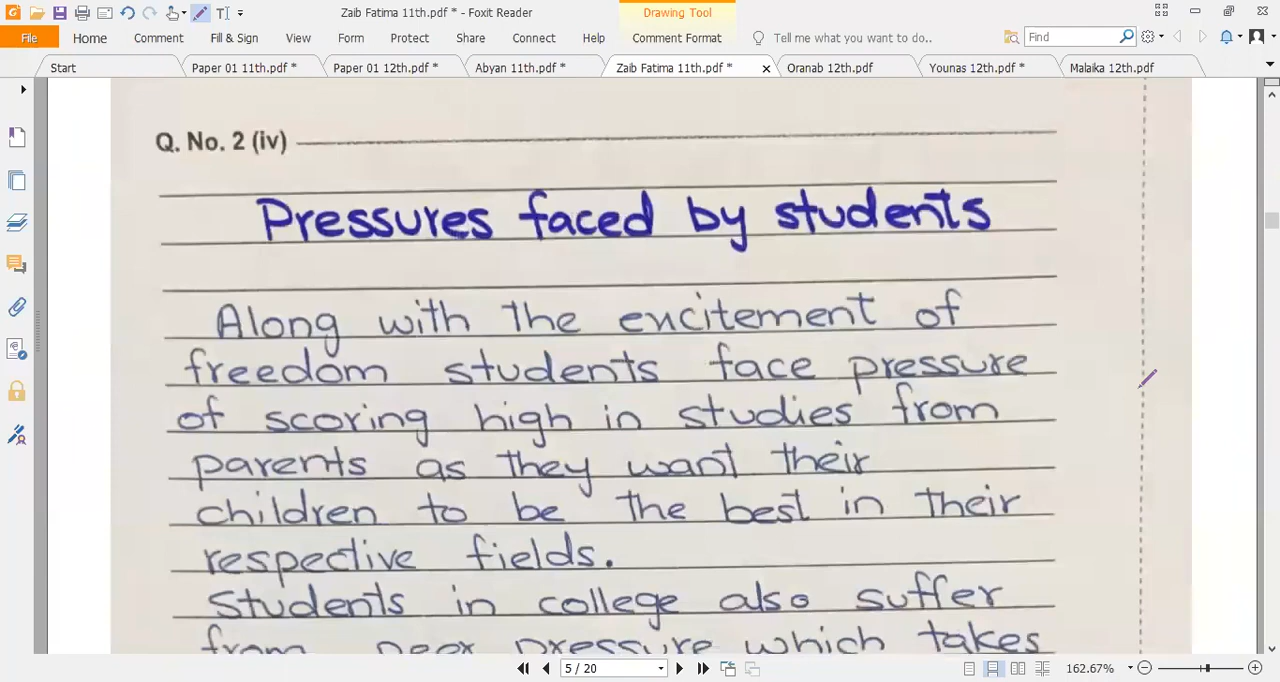 Zaib Fatima 11th.pdf * - Foxit Reader
Drawing Tool
File Home Comment Fill & Sign View Form Protect Share Connect Help Comment Format Tell me what you want to do.. Find
Start Paper 01 11th.pdf * Paper 01 12th.pdf * Abyan 11th.pdf * Zaib Fatima 11th.pdf * Oranab 12th.pdf Younas 12th.pdf * Malaika 12th.pdf
Q. No. 2 (iv)
Pressures faced by students
Along with the excitement of
freedom students face pressure
of scoring high in studies from
parents as they want their
children to be the best in their
respective fields.
Students in college also suffer
from peer pressure which takes
5 / 20
162.67%